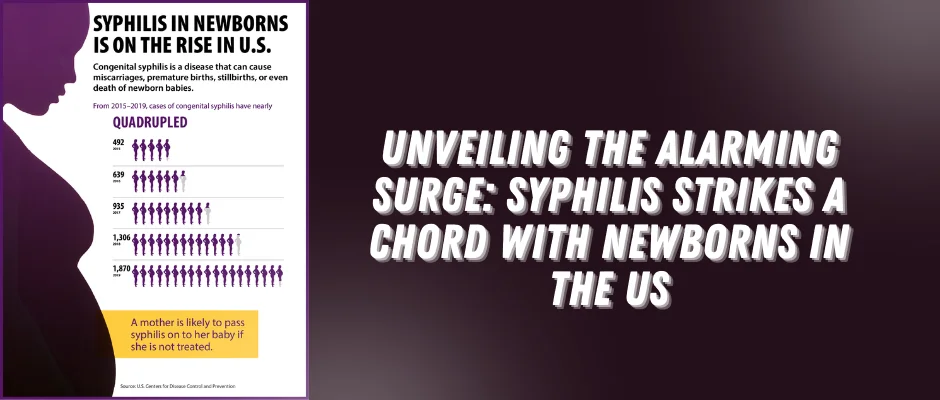 SYPHILIS IN NEWBORNS
IS ON THE RISE IN U.S.
Congenital syphilis is a disease that can cause
miscarriages, premature births, stillbirths, or even
death of newborn babies.
From 2015–2019, cases of congenital syphilis have nearly
QUADRUPLED
492
2015
639
2016
935
2017
1,306
2018
1,870
2019
A mother is likely to pass
syphilis on to her baby if
she is not treated.
Source: U.S. Centers for Disease Control and Prevention
UNVEILING THE ALARMING
SURGE: SYPHILIS STRIKES A
CHORD WITH NEWBORNS IN
THE US